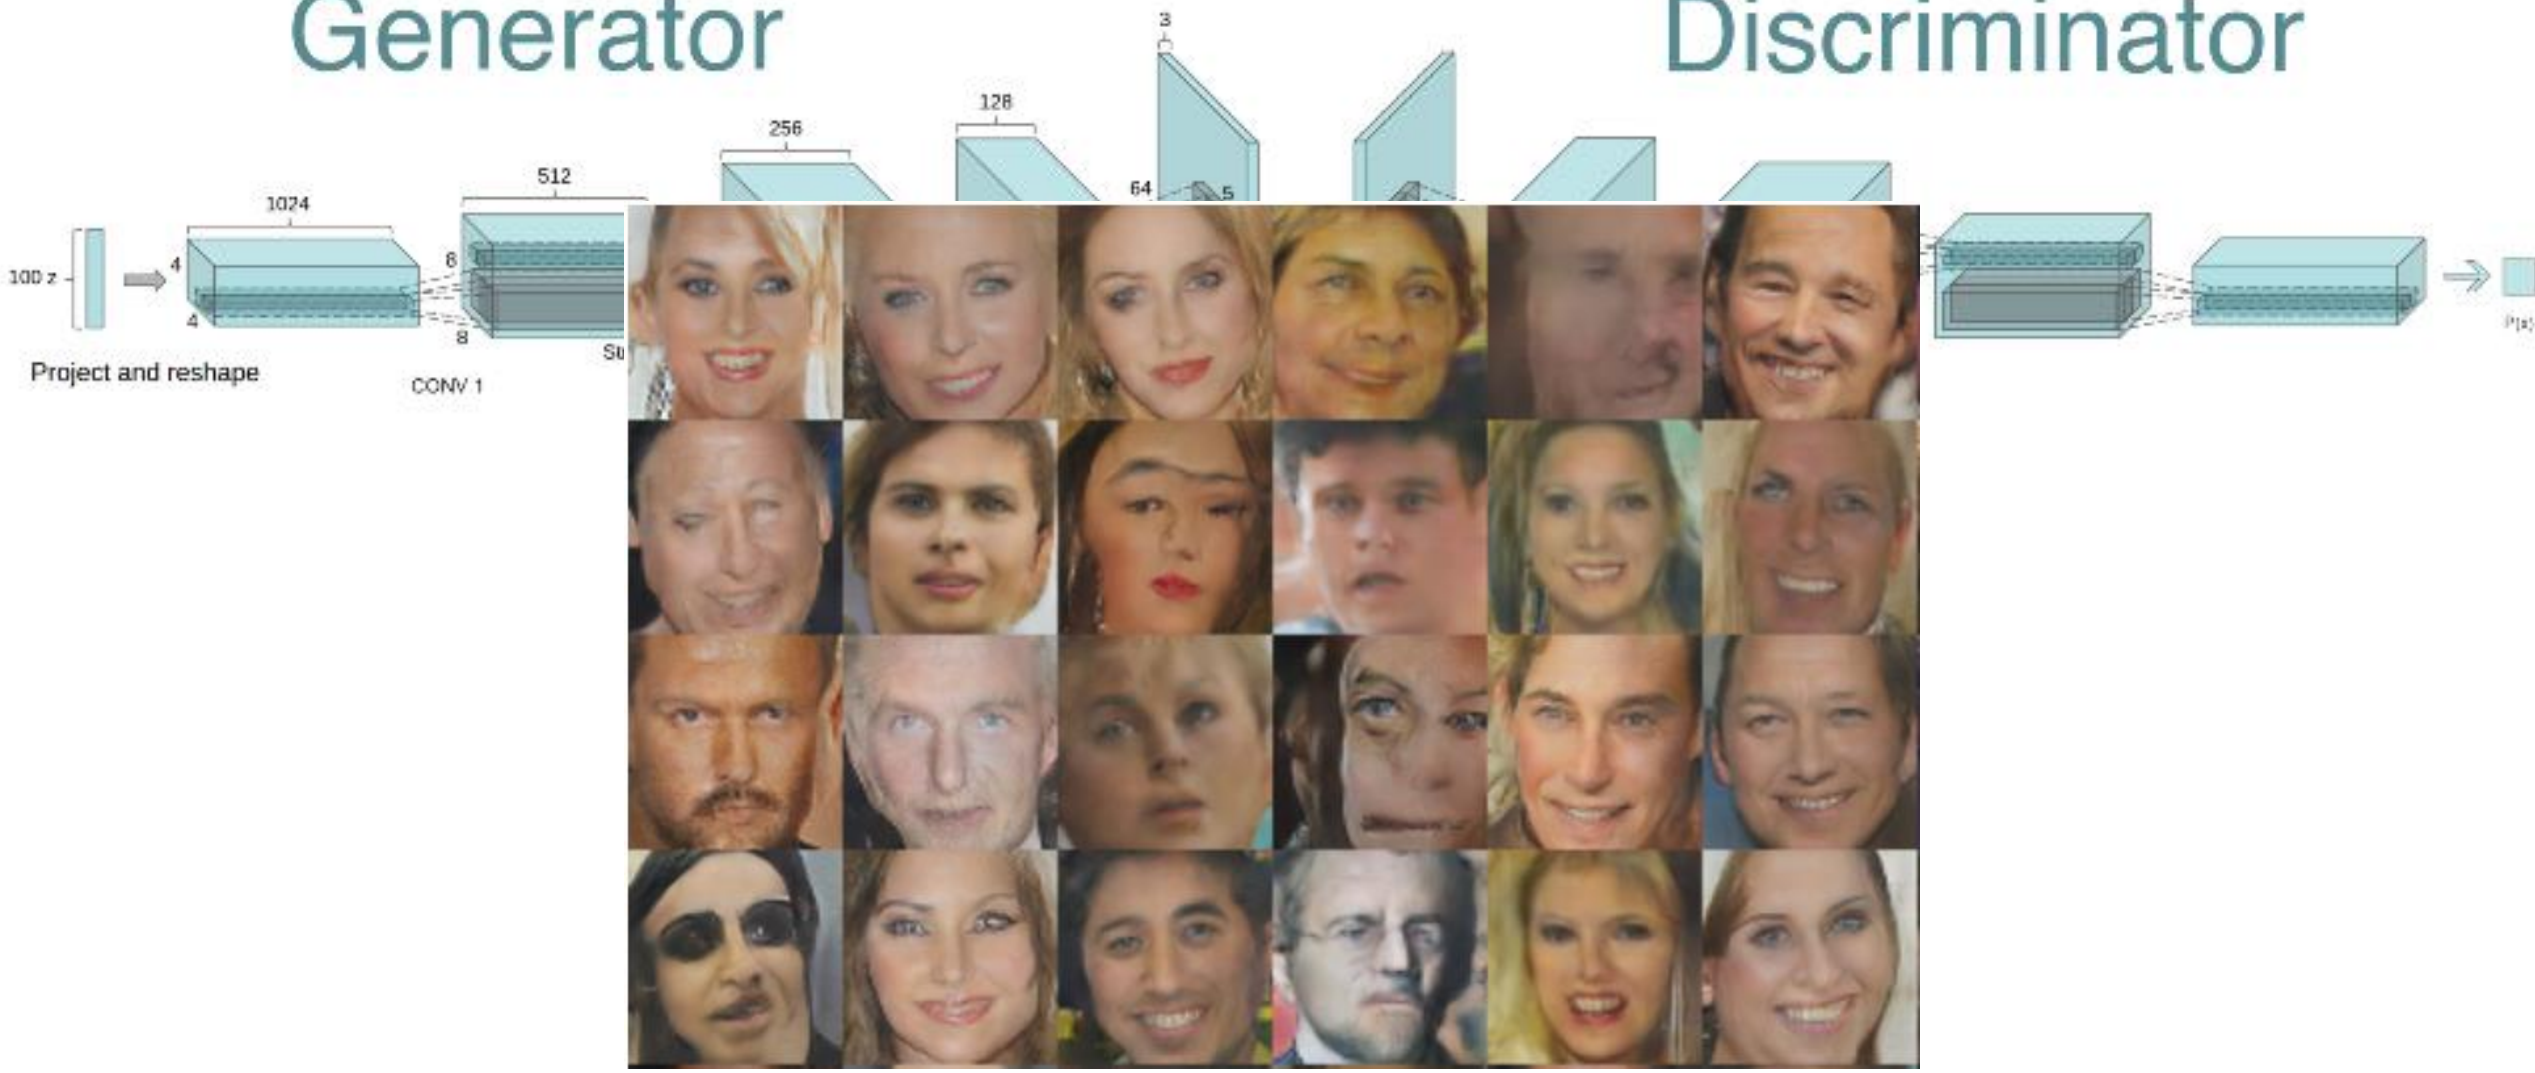 Generator
Discriminator
3
128
256
64
5
512
1024
100 z
4
8
4
8
P(x)
Project and reshape
CONV 1